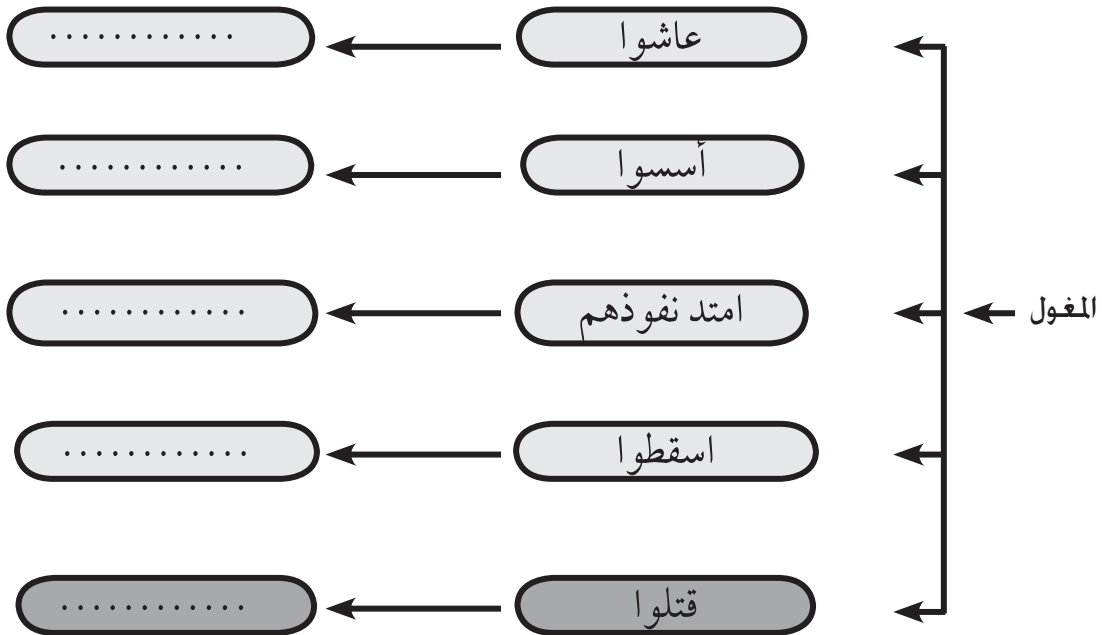 المغول
عاشوا
............
أسسوا
............
امتد نفوذهم
............
اسقطوا
............
قتلوا
............